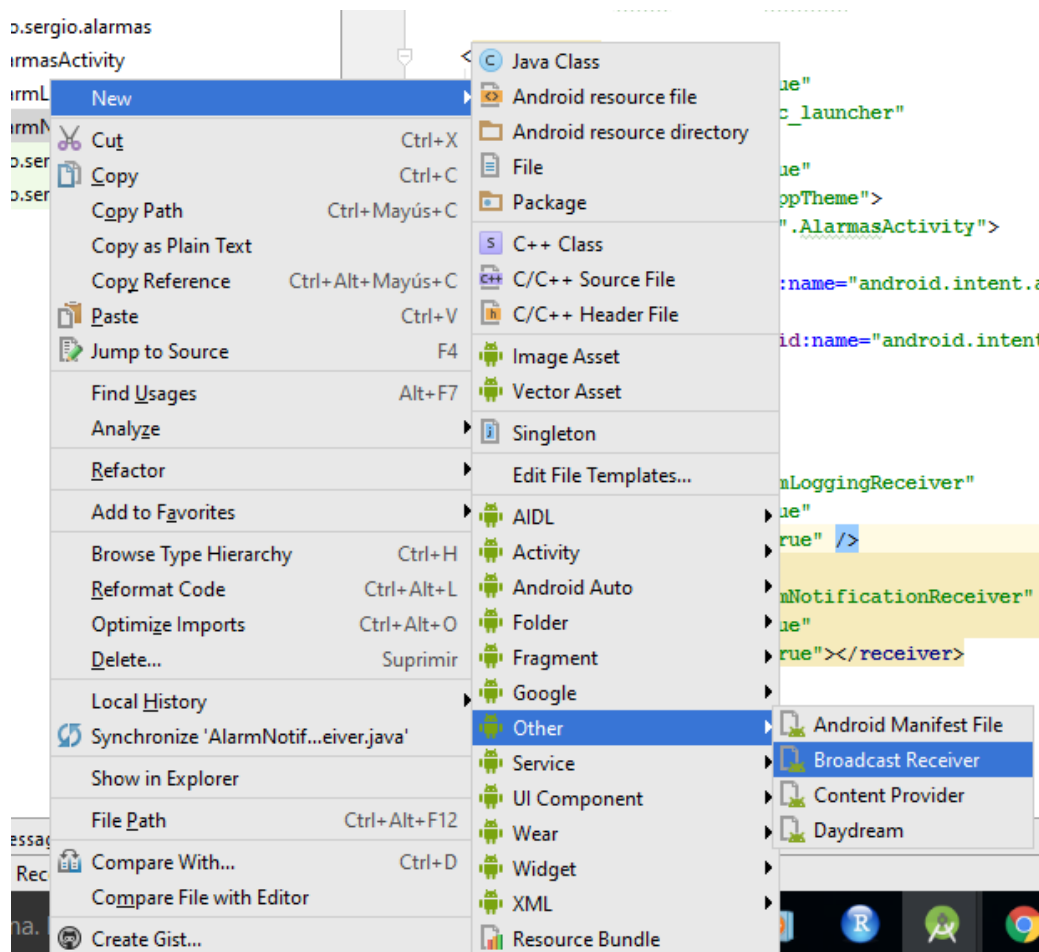 o.sergio.alarmas
armasActivity
New
Cut Ctrl+X
Copy Ctrl+C
Copy Path Ctrl+Mayús+C
Copy as Plain Text
Copy Reference Ctrl+Alt+Mayús+C
Paste Ctrl+V
Jump to Source F4
Find Usages Alt+F7
Analyze
Refactor
Add to Favorites
Browse Type Hierarchy Ctrl+H
Reformat Code Ctrl+Alt+L
Optimize Imports Ctrl+Alt+O
Delete... Suprimir
Local History
Synchronize 'AlarmNotif...eiver.java'
Show in Explorer
File Path Ctrl+Alt+F12
Compare With... Ctrl+D
Compare File with Editor
Create Gist...
Java Class
Android resource file
Android resource directory
File
Package
C++ Class
C/C++ Source File
C/C++ Header File
Image Asset
Vector Asset
Singleton
Edit File Templates...
AIDL
Activity
Android Auto
Folder
Fragment
Google
Other
Service
UI Component
Wear
Widget
XML
Resource Bundle
Android Manifest File
Broadcast Receiver
Content Provider
Daydream
ue"
c_launcher"
ue"
ppTheme">
".AlarmasActivity">
:name="android.intent.a
id:name="android.intent
mLoggingReceiver"
ue"
rue" />
mNotificationReceiver"
ue"
rue"></receiver>